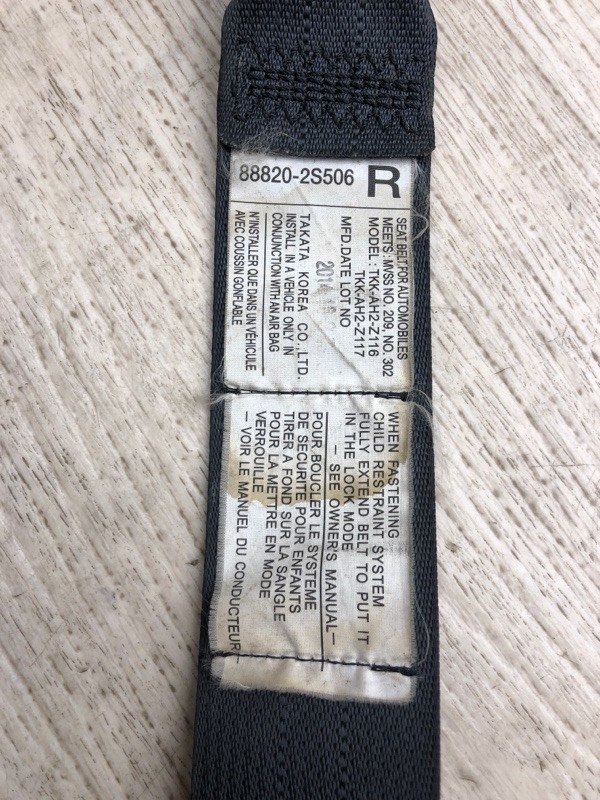 88820-2S506 R
SEAT BELT FOR AUTOMOBILES
MEETS : MVSS NO. 209, NO. 302
MODEL : TKK-AH2-Z116
TKK-AH2-Z117
MFD.DATE LOT NO
2014
TAKATA KOREA CO.,LTD.
INSTALL IN A VEHICLE ONLY IN
CONJUNCTION WITH AN AIR BAG
N'INSTALLER QUE DANS UN VÉHICULE
AVEC COUSSIN GONFLABLE
WHEN FASTENING
CHILD RESTRAINT SYSTEM
FULLY EXTEND BELT TO PUT IT
IN THE LOCK MODE
— SEE OWNER'S MANUAL—
POUR BOUCLER LE SYSTEME
DE SECURITE POUR ENFANTS
TIRER A FOND SUR LA SANGLE
POUR LA METTRE EN MODE
VERROUILLE
— VOIR LE MANUEL DU CONDUCTEUR—